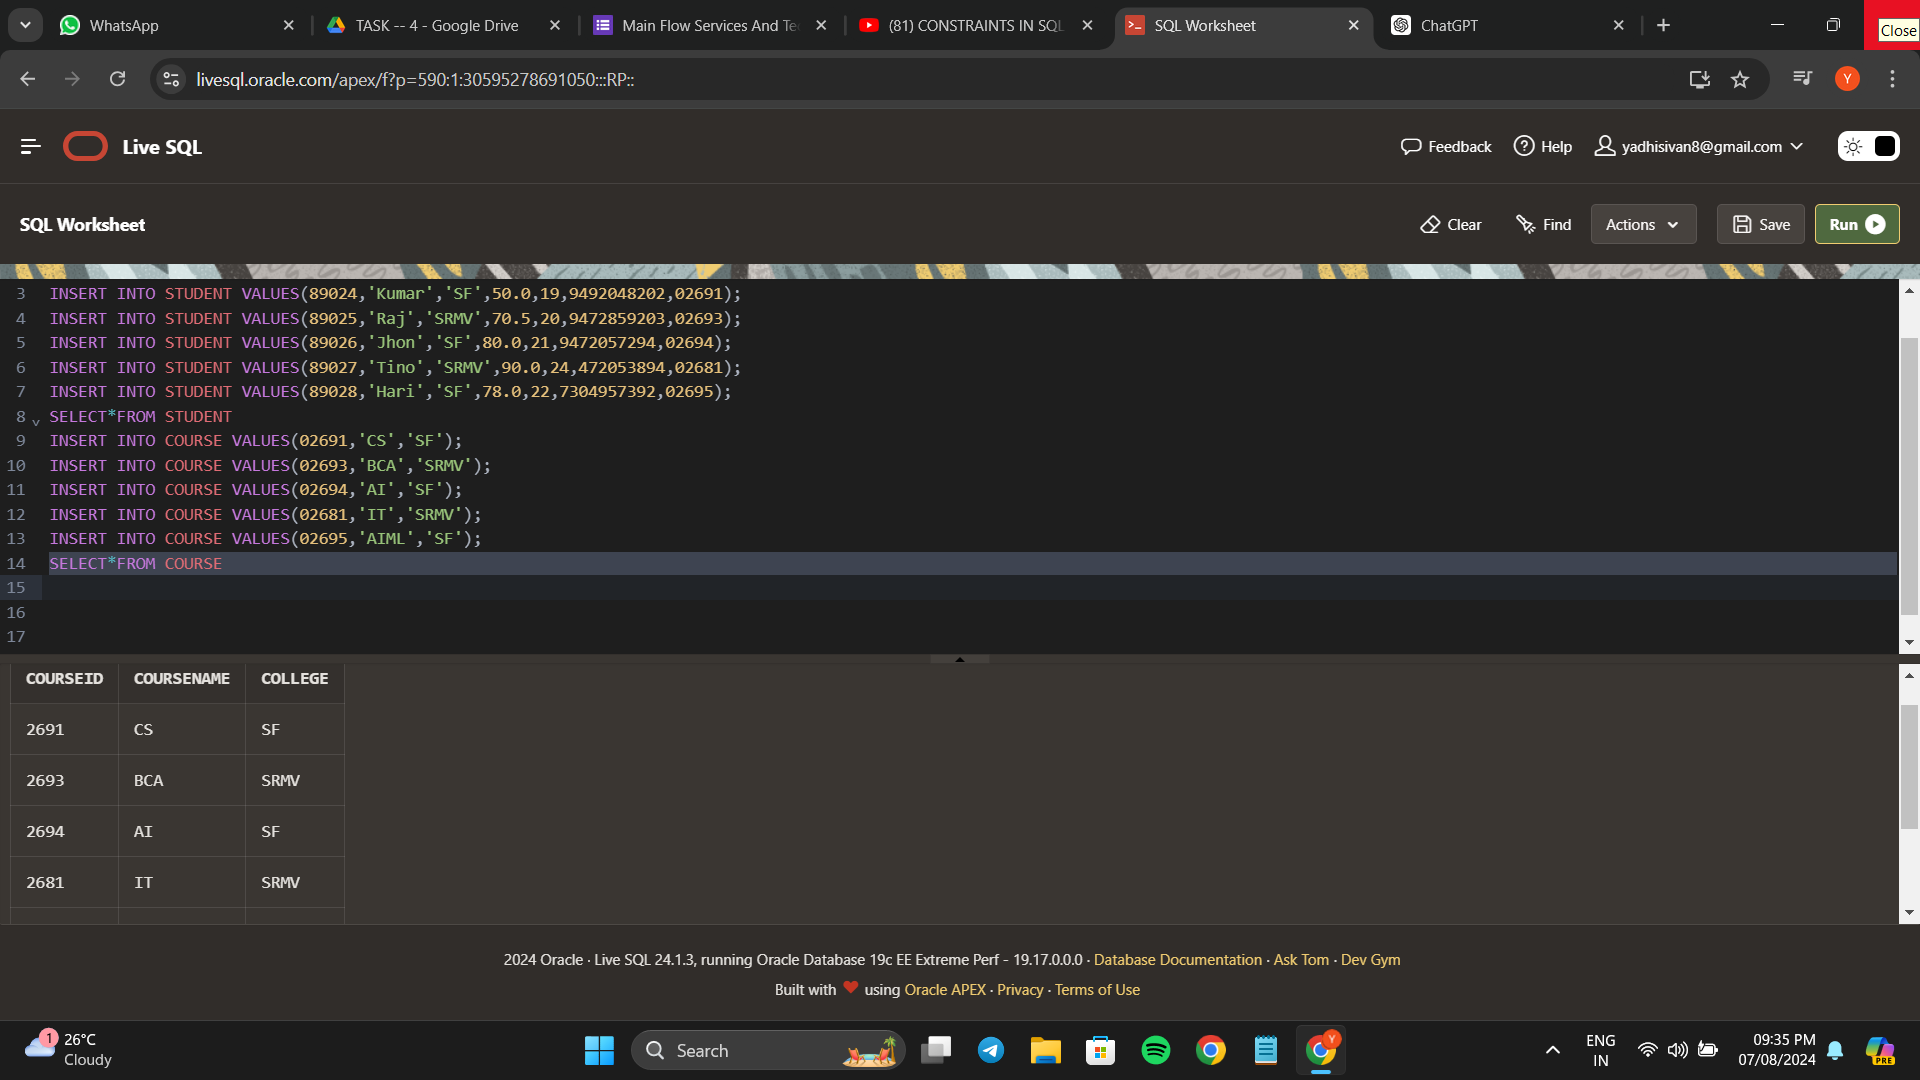 WhatsApp
TASK -- 4 - Google Drive
Main Flow Services And Te
(81) CONSTRAINTS IN SQL
SQL Worksheet
ChatGPT
Close
livesql.oracle.com/apex/f?p=590:1:30595278691050:::RP::
Y
Live SQL
Feedback
Help
yadhisivan8@gmail.com
SQL Worksheet
Clear
Find
Actions
Save
Run
3 INSERT INTO STUDENT VALUES(89024,'Kumar','SF',50.0,19,9492048202,02691);
4 INSERT INTO STUDENT VALUES(89025,'Raj','SRMV',70.5,20,9472859203,02693);
5 INSERT INTO STUDENT VALUES(89026,'Jhon','SF',80.0,21,9472057294,02694);
6 INSERT INTO STUDENT VALUES(89027,'Tino','SRMV',90.0,24,472053894,02681);
7 INSERT INTO STUDENT VALUES(89028,'Hari','SF',78.0,22,7304957392,02695);
8 SELECT*FROM STUDENT
9 INSERT INTO COURSE VALUES(02691,'CS','SF');
10 INSERT INTO COURSE VALUES(02693,'BCA','SRMV');
11 INSERT INTO COURSE VALUES(02694,'AI','SF');
12 INSERT INTO COURSE VALUES(02681,'IT','SRMV');
13 INSERT INTO COURSE VALUES(02695,'AIML','SF');
14 SELECT*FROM COURSE
15
16
17
COURSEID COURSENAME COLLEGE
2691 CS SF
2693 BCA SRMV
2694 AI SF
2681 IT SRMV
2024 Oracle · Live SQL 24.1.3, running Oracle Database 19c EE Extreme Perf - 19.17.0.0.0 · Database Documentation · Ask Tom · Dev Gym
Built with ❤ using Oracle APEX · Privacy · Terms of Use
1
26°C
Cloudy
Search
Y
ENG
IN
09:35 PM
07/08/2024
PRE